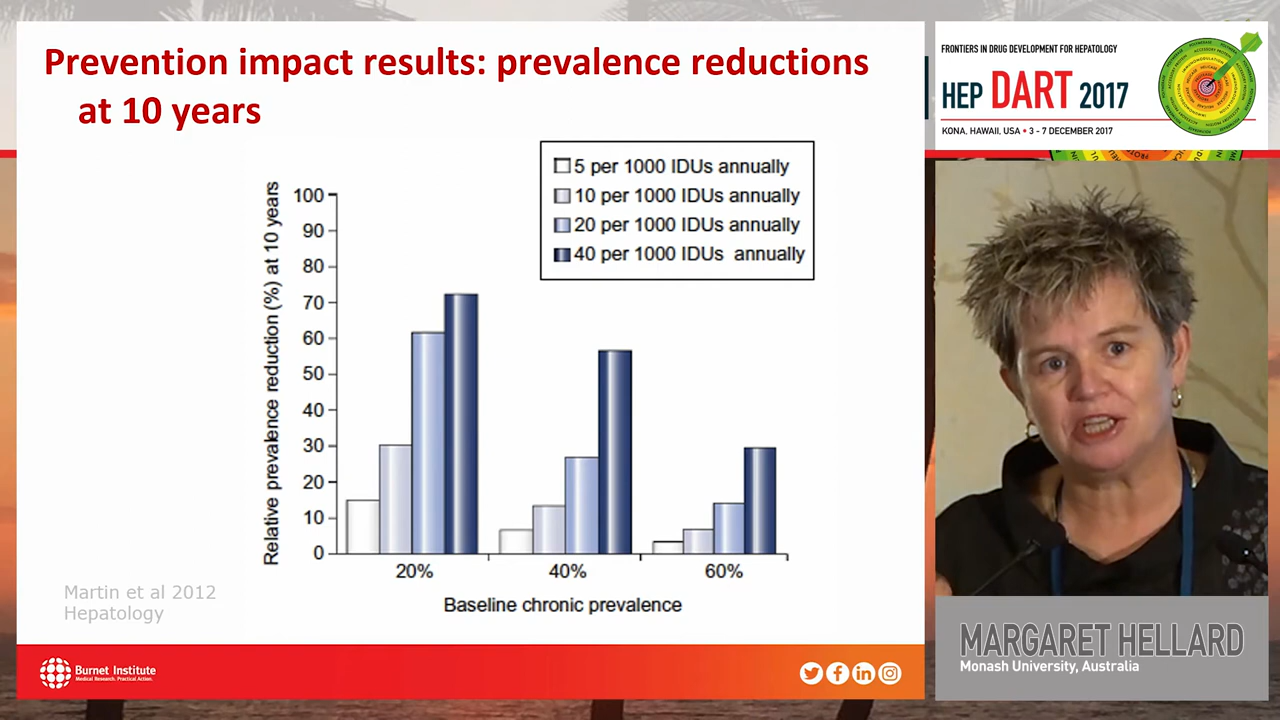 Prevention impact results: prevalence reductions
at 10 years
5 per 1000 IDUs annually
10 per 1000 IDUs annually
20 per 1000 IDUs annually
40 per 1000 IDUs annually
Relative prevalence reduction (%) at 10 years
100
90
80
70
60
50
40
30
20
10
0
20%
40%
60%
Baseline chronic prevalence
Martin et al 2012
Hepatology
Burnet Institute
Medical Research. Practical Action.
FRONTIERS IN DRUG DEVELOPMENT FOR HEPATOLOGY
HEP DART 2017
KONA, HAWAII, USA • 3 - 7 DECEMBER 2017
MARGARET HELLARD
Monash University, Australia